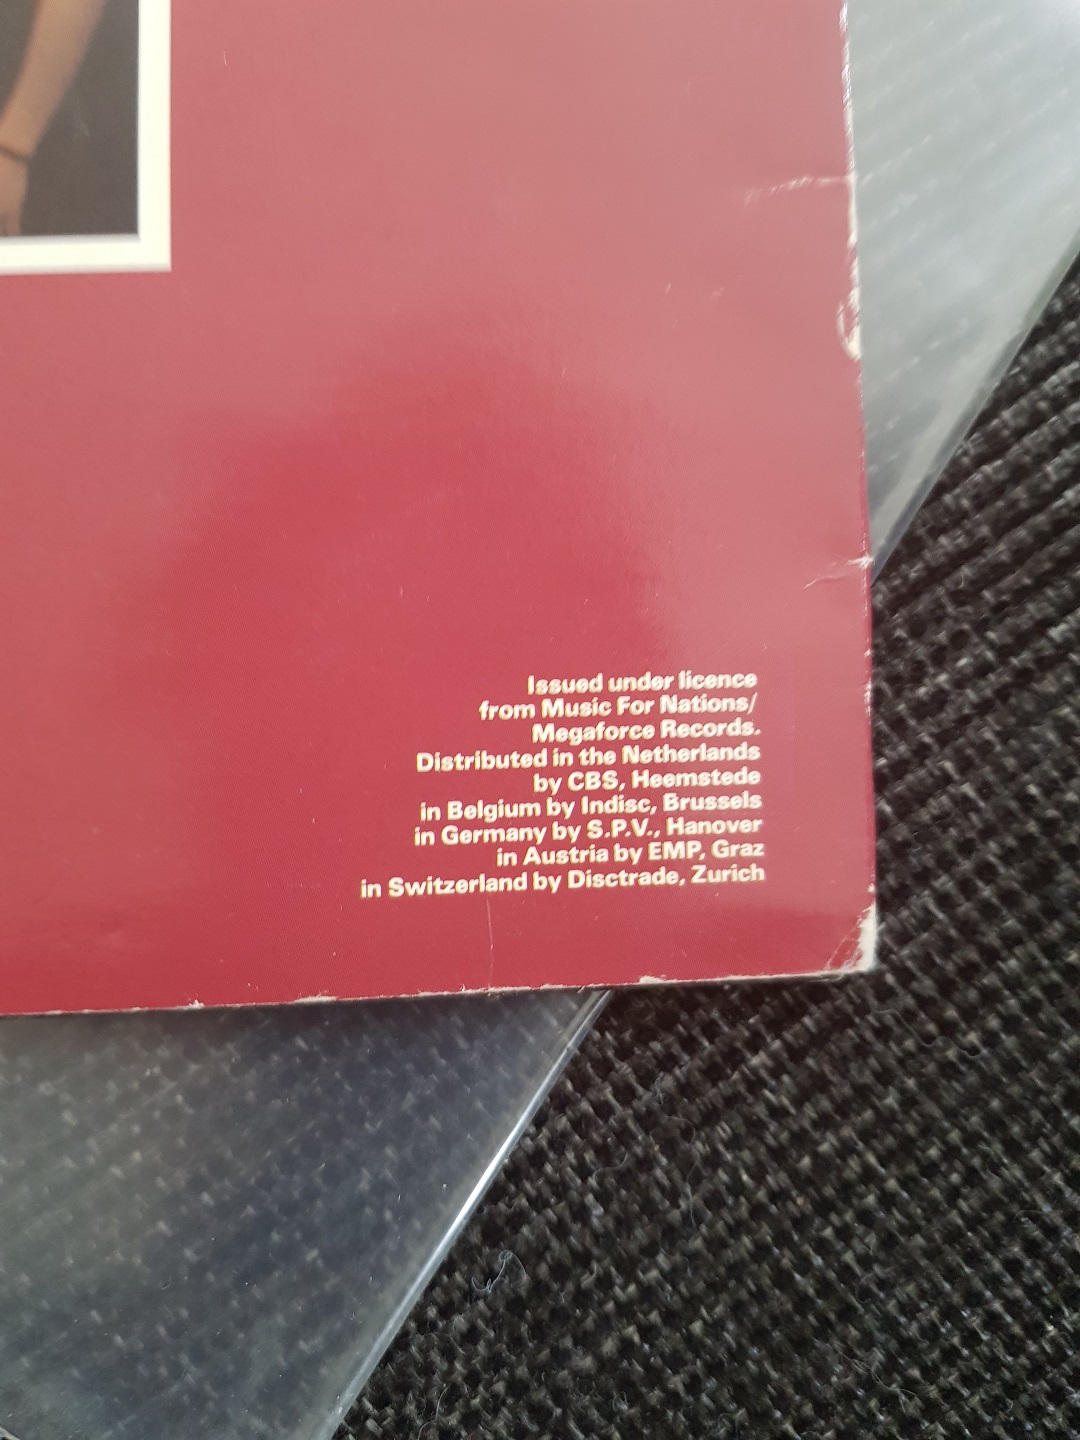 Issued under licence
from Music For Nations/
Megaforce Records.
Distributed in the Netherlands
by CBS, Heemstede
in Belgium by Indisc, Brussels
in Germany by S.P.V., Hanover
in Austria by EMP, Graz
in Switzerland by Disctrade, Zurich